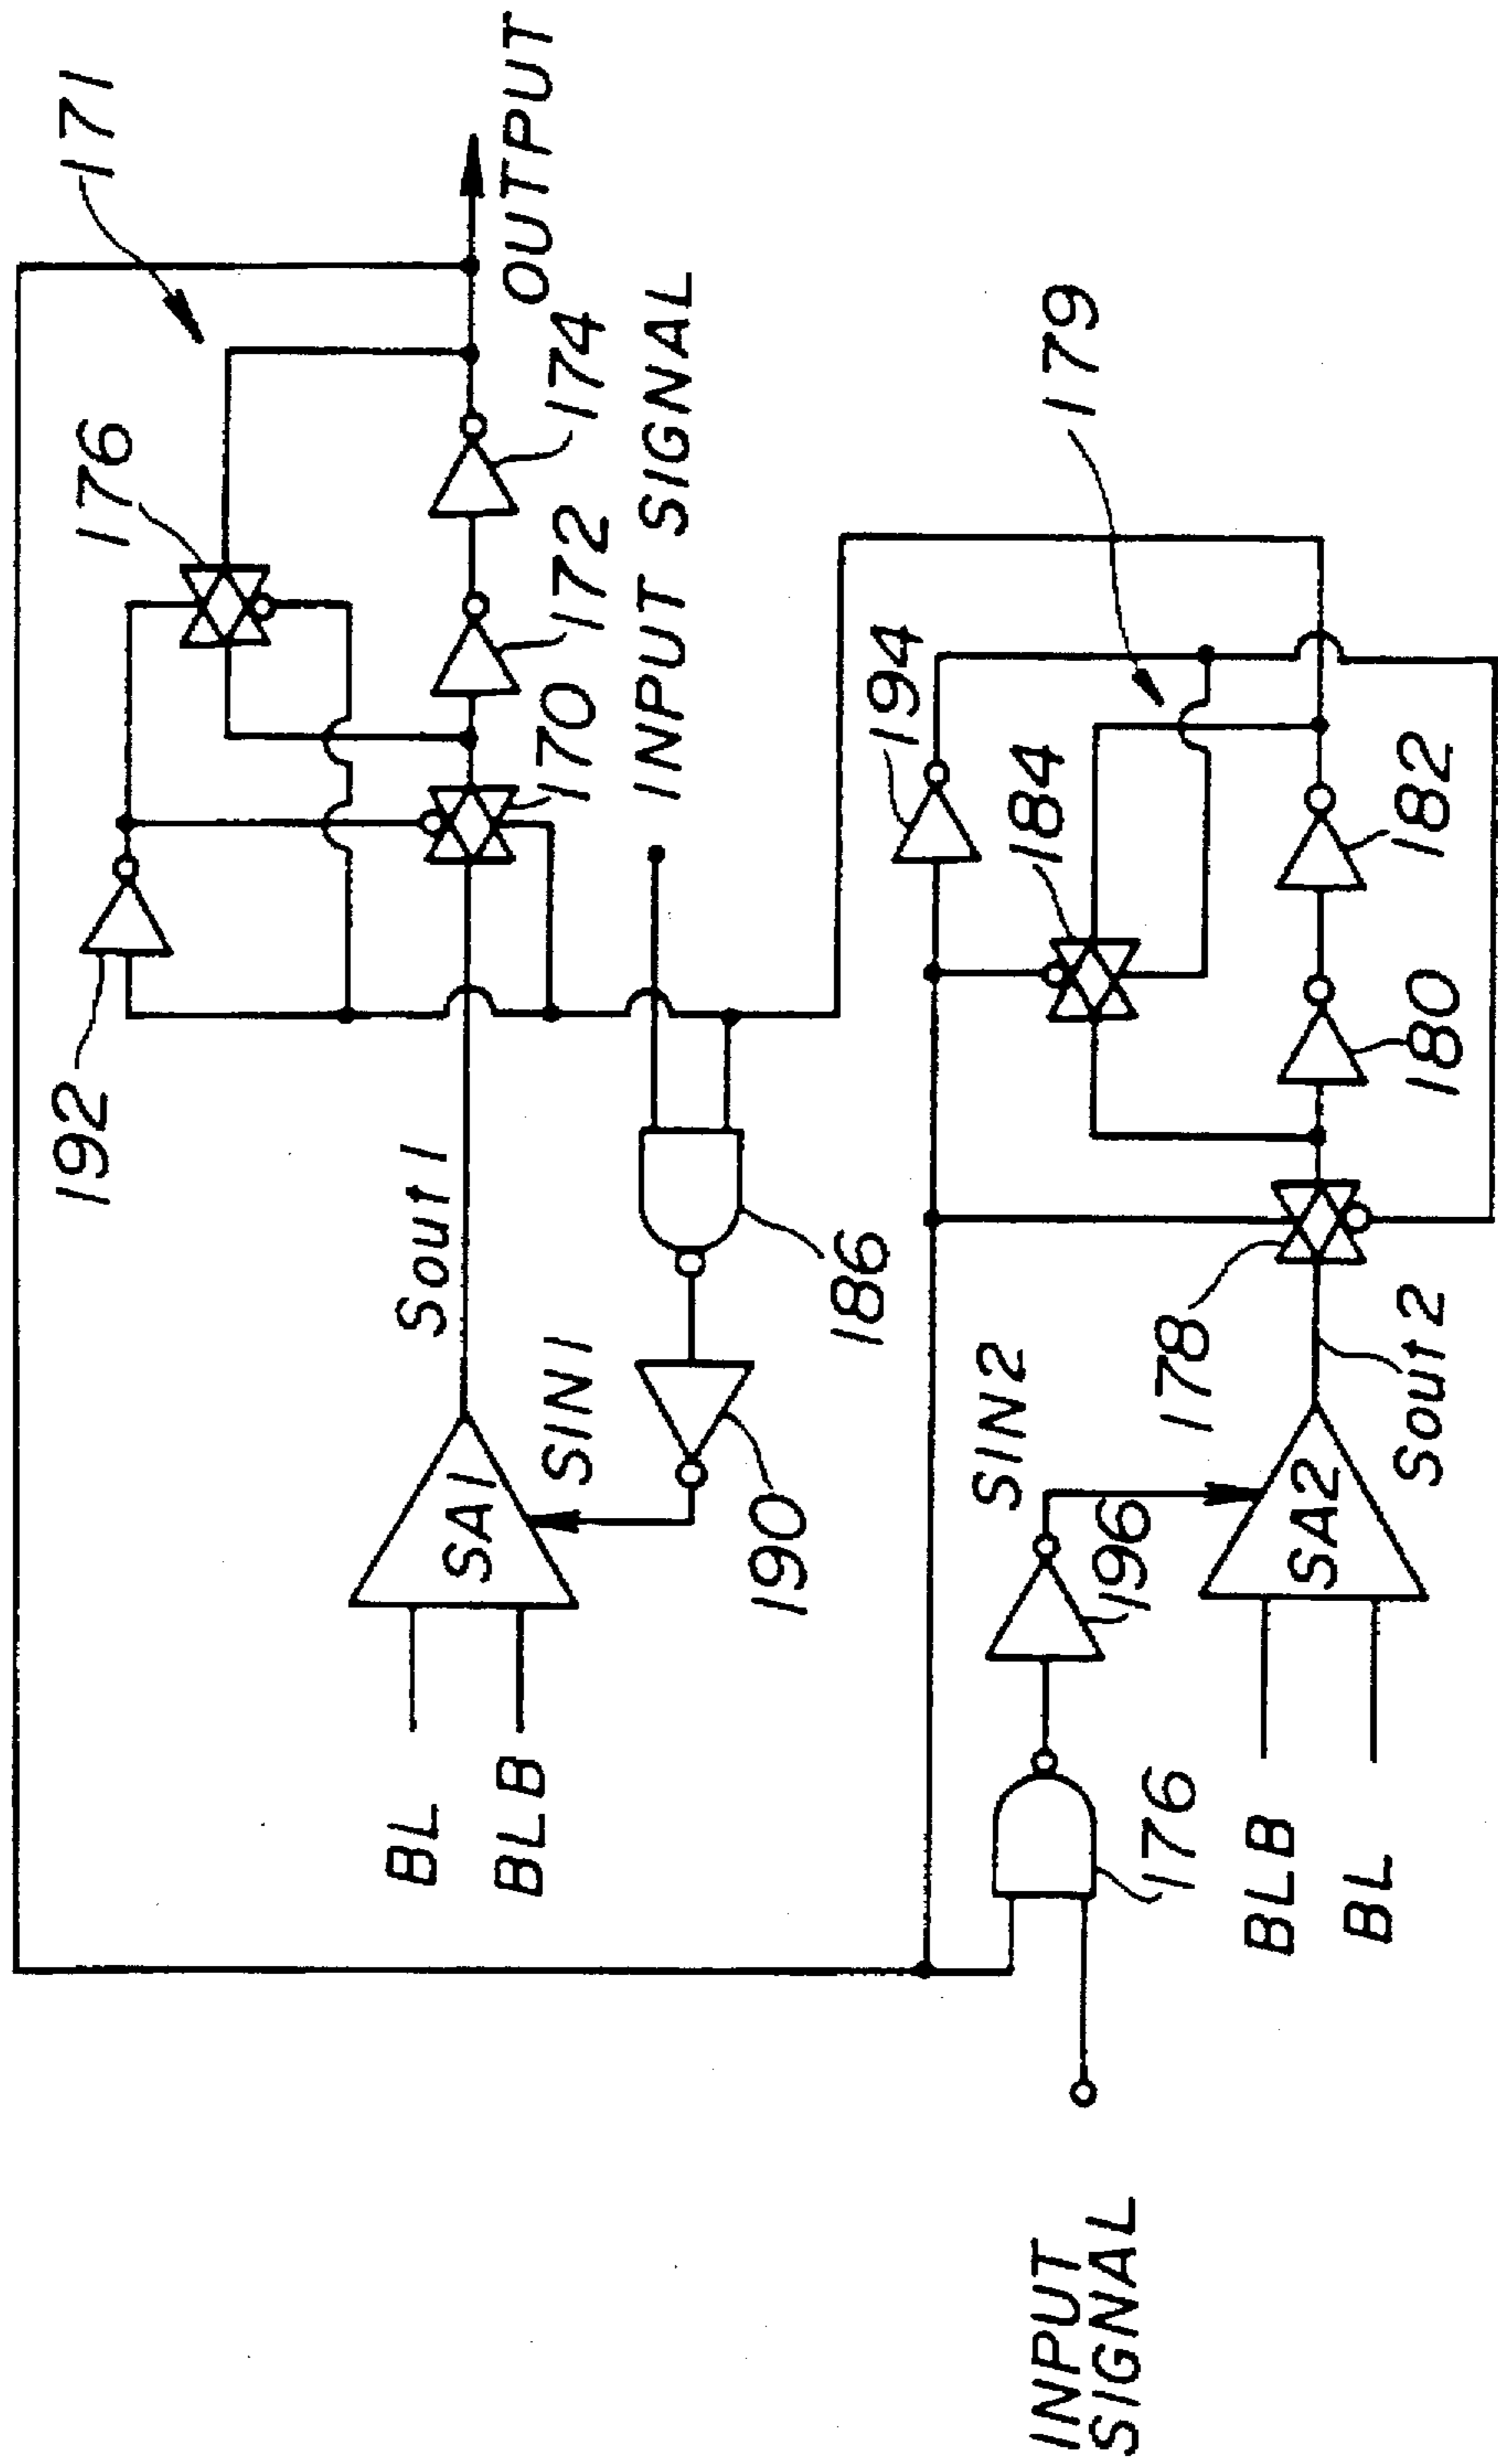 171
176
192
OUTPUT
174
172
170
Sout1
INPUT SIGNAL
BL
BLB
SA1
SIN1
190
186
194
179
184
182
180
178
SIN2
196
SA2
Sout2
176
BLB
BL
INPUT
SIGNAL